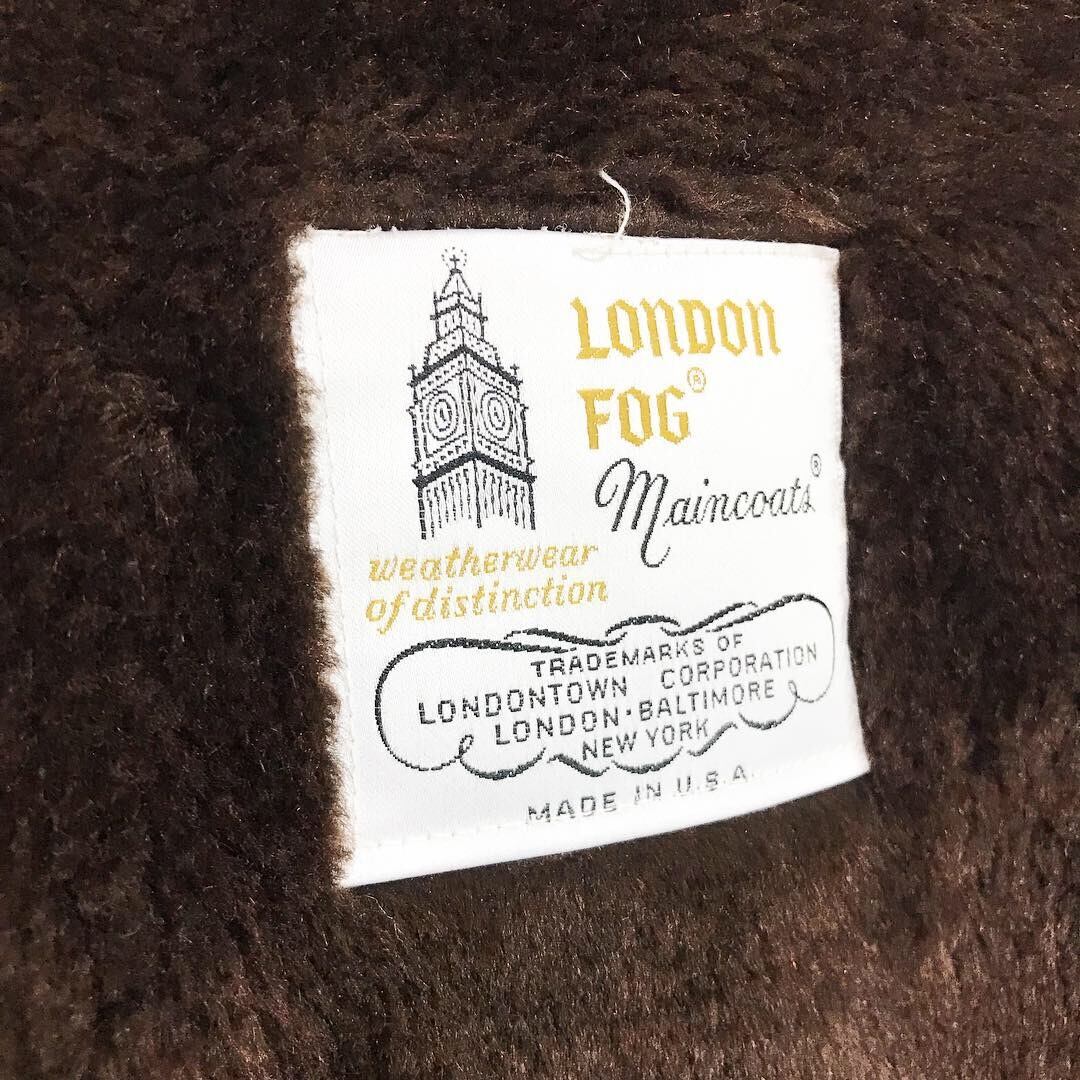 LONDON
FOG®
Maincoats®
weatherwear
of distinction
TRADEMARKS OF
LONDONTOWN CORPORATION
LONDON·BALTIMORE
NEW YORK
MADE IN U.S.A.